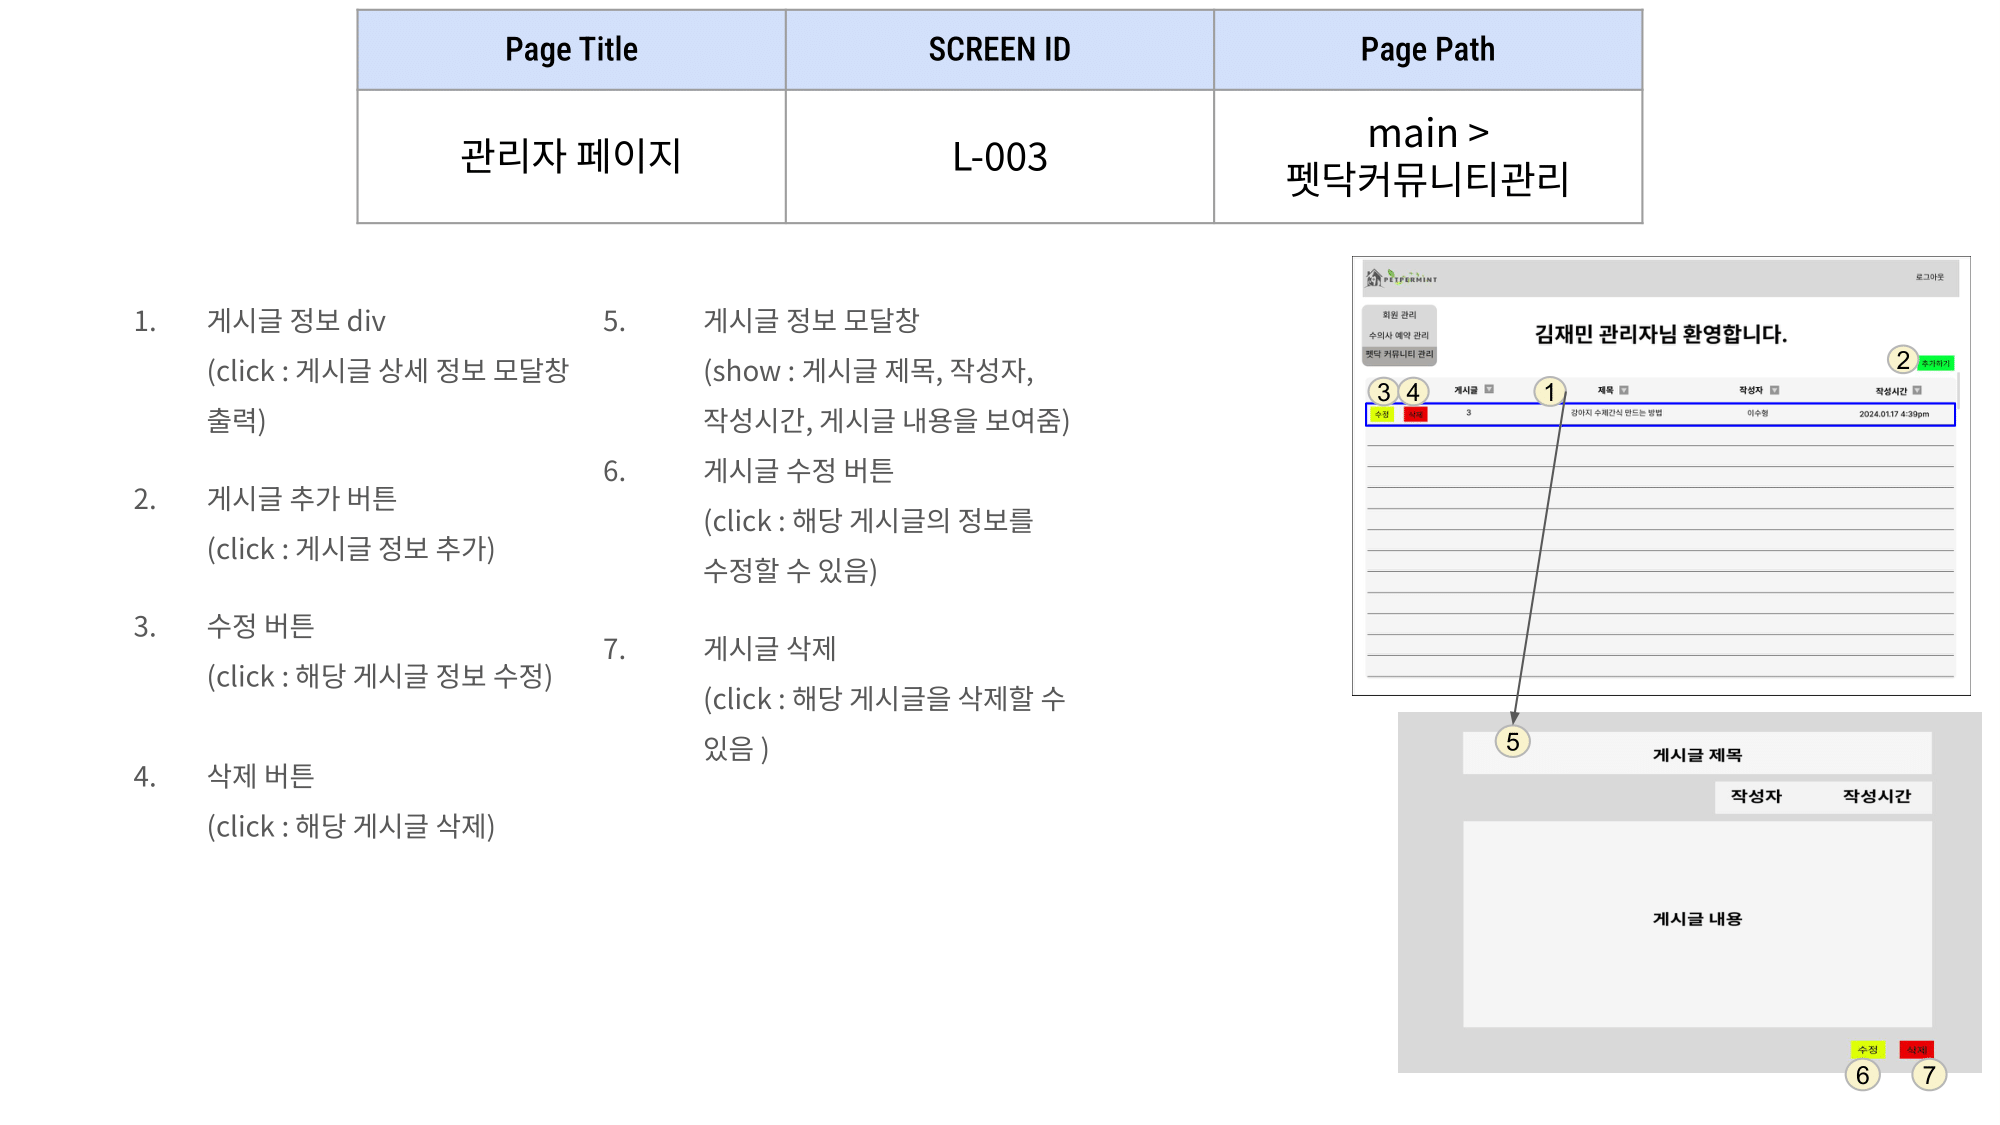 Page Title
SCREEN ID
Page Path
관리자 페이지
L-003
main >
펫닥커뮤니티관리
1. 게시글 정보 div
(click : 게시글 상세 정보 모달창
출력)
2. 게시글 추가 버튼
(click : 게시글 정보 추가)
3. 수정 버튼
(click : 해당 게시글 정보 수정)
4. 삭제 버튼
(click : 해당 게시글 삭제)
5. 게시글 정보 모달창
(show : 게시글 제목, 작성자,
작성시간, 게시글 내용을 보여줌)
6. 게시글 수정 버튼
(click : 해당 게시글의 정보를
수정할 수 있음)
7. 게시글 삭제
(click : 해당 게시글을 삭제할 수
있음 )
PETPERMINT
로그아웃
회원 관리
수의사 예약 관리
펫닥 커뮤니티 관리
김재민 관리자님 환영합니다.
2
추가하기
3
4
게시글
1
제목
작성자
작성시간
수정
삭제
3
강아지 수제간식 만드는 방법
이수형
2024.01.17 4:39pm
5
게시글 제목
작성자
작성시간
게시글 내용
수정
삭제
6
7